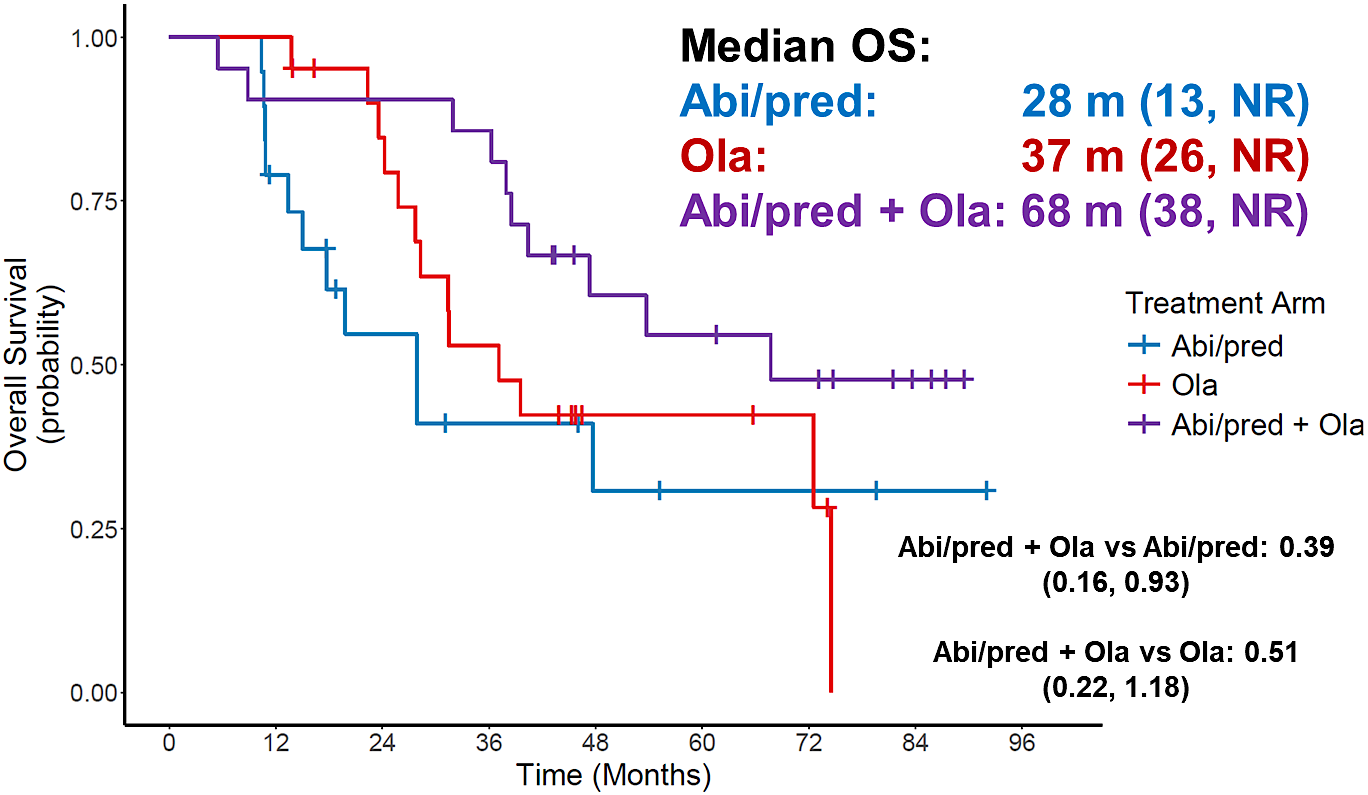 Median OS:
Abi/pred: 28 m (13, NR)
Ola: 37 m (26, NR)
Abi/pred + Ola: 68 m (38, NR)
1.00
0.75
0.50
0.25
0.00
Overall Survival
(probability)
Treatment Arm
Abi/pred
Ola
Abi/pred + Ola
Abi/pred + Ola vs Abi/pred: 0.39
(0.16, 0.93)
Abi/pred + Ola vs Ola: 0.51
(0.22, 1.18)
0 12 24 36 48 60 72 84 96
Time (Months)